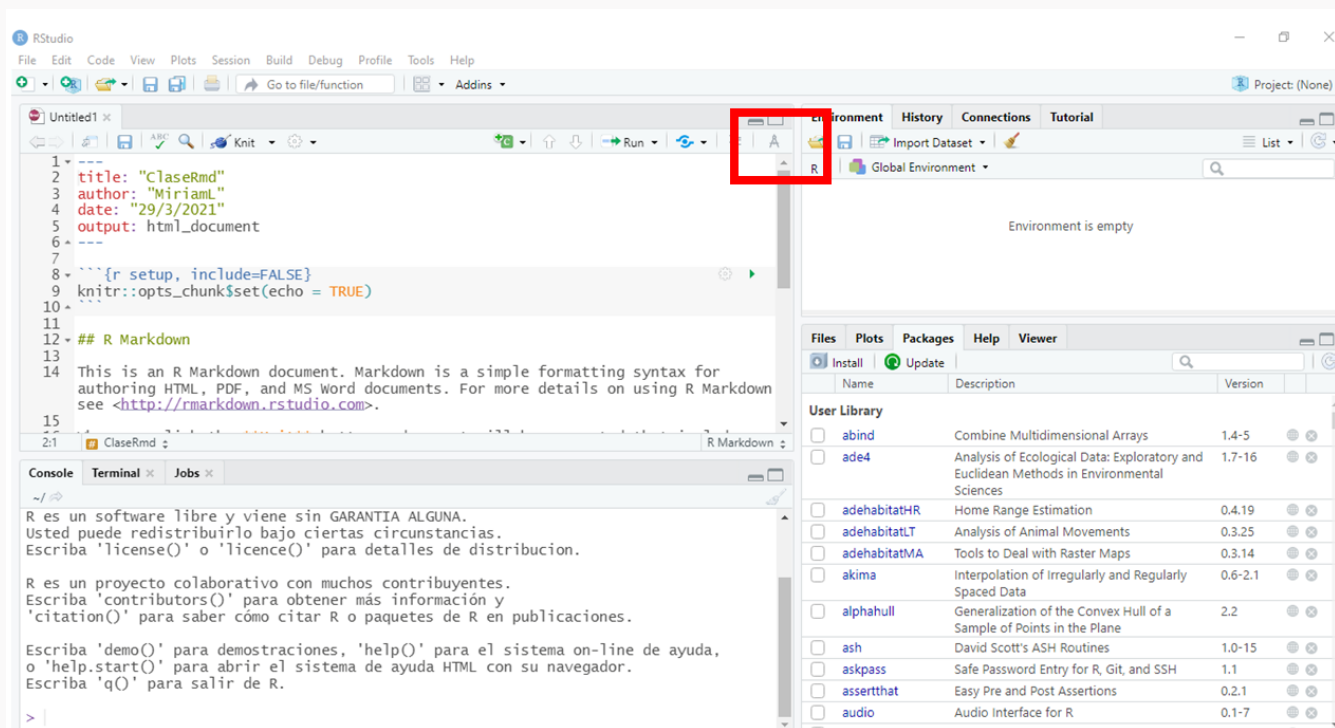 RStudio
File Edit Code View Plots Session Build Debug Profile Tools Help
Go to file/function Addins Project: (None)
Untitled1
ABC Knit Run
1 ---
2 title: "ClaseRmd"
3 author: "MiriamL"
4 date: "29/3/2021"
5 output: html_document
6 ---
7
8 ```{r setup, include=FALSE}
9 knitr::opts_chunk$set(echo = TRUE)
10 ```
11
12 ## R Markdown
13
14 This is an R Markdown document. Markdown is a simple formatting syntax for
authoring HTML, PDF, and MS Word documents. For more details on using R Markdown
see <http://rmarkdown.rstudio.com>.
15
2:1 ClaseRmd R Markdown
Console Terminal Jobs
~/
R es un software libre y viene sin GARANTIA ALGUNA.
Usted puede redistribuirlo bajo ciertas circunstancias.
Escriba 'license()' o 'licence()' para detalles de distribucion.
R es un proyecto colaborativo con muchos contribuyentes.
Escriba 'contributors()' para obtener más información y
'citation()' para saber cómo citar R o paquetes de R en publicaciones.
Escriba 'demo()' para demostraciones, 'help()' para el sistema on-line de ayuda,
o 'help.start()' para abrir el sistema de ayuda HTML con su navegador.
Escriba 'q()' para salir de R.
>
Environment History Connections Tutorial
Import Dataset List
R Global Environment
Environment is empty
Files Plots Packages Help Viewer
Install Update
Name Description Version
User Library
abind Combine Multidimensional Arrays 1.4-5
ade4 Analysis of Ecological Data: Exploratory and 1.7-16
Euclidean Methods in Environmental
Sciences
adehabitatHR Home Range Estimation 0.4.19
adehabitatLT Analysis of Animal Movements 0.3.25
adehabitatMA Tools to Deal with Raster Maps 0.3.14
akima Interpolation of Irregularly and Regularly 0.6-2.1
Spaced Data
alphahull Generalization of the Convex Hull of a 2.2
Sample of Points in the Plane
ash David Scott's ASH Routines 1.0-15
askpass Safe Password Entry for R, Git, and SSH 1.1
assertthat Easy Pre and Post Assertions 0.2.1
audio Audio Interface for R 0.1-7